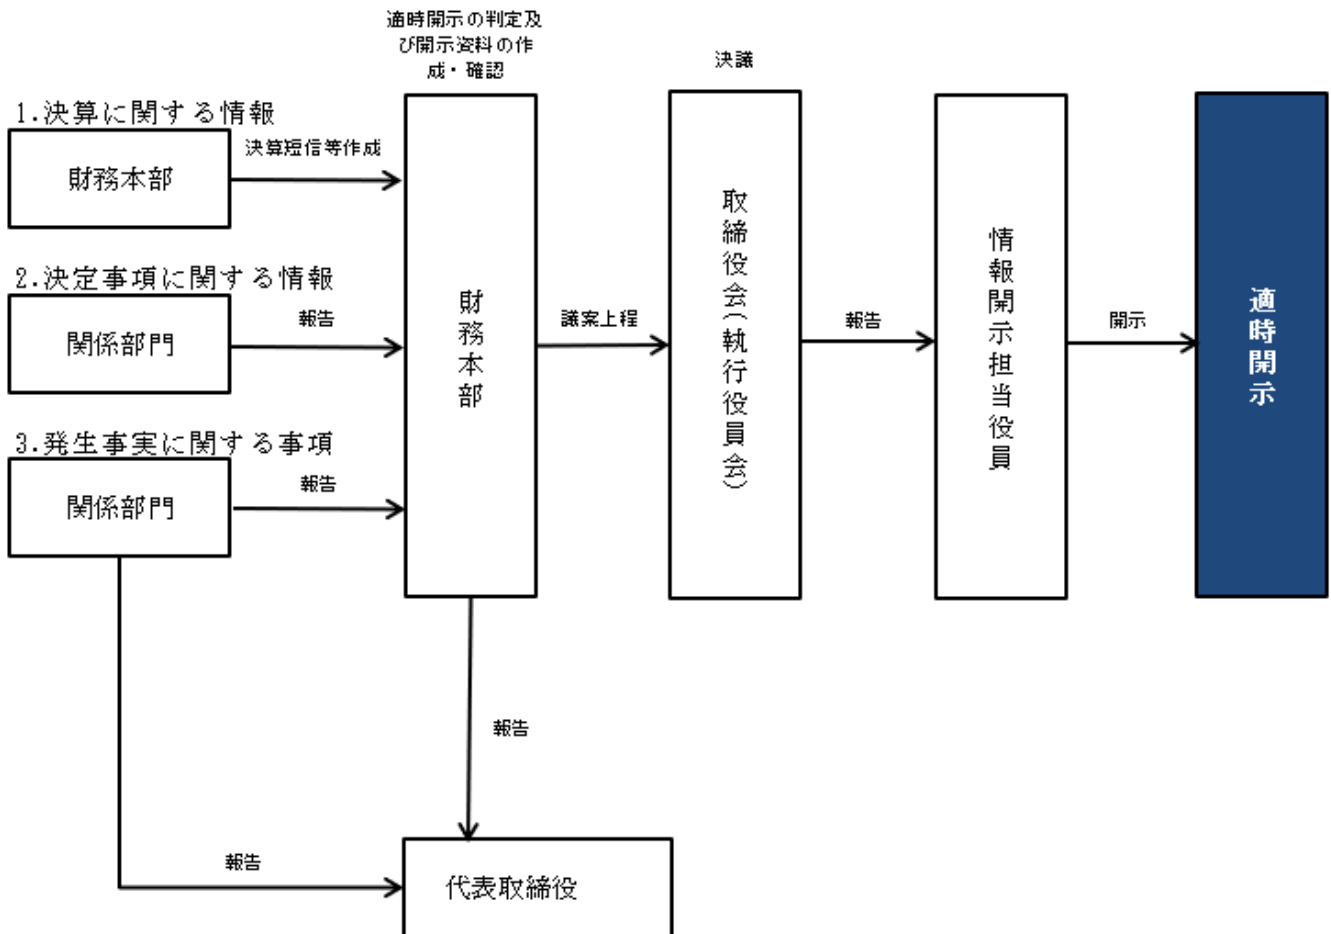 適時開示の判定及
び開示資料の作
成・確認
決議
1.決算に関する情報
財務本部
決算短信等作成
2.決定事項に関する情報
関係部門
報告
3.発生事実に関する事項
関係部門
報告
財務本部
議案上程
取締役会(執行役員会)
報告
情報開示担当役員
開示
適時開示
報告
報告
代表取締役